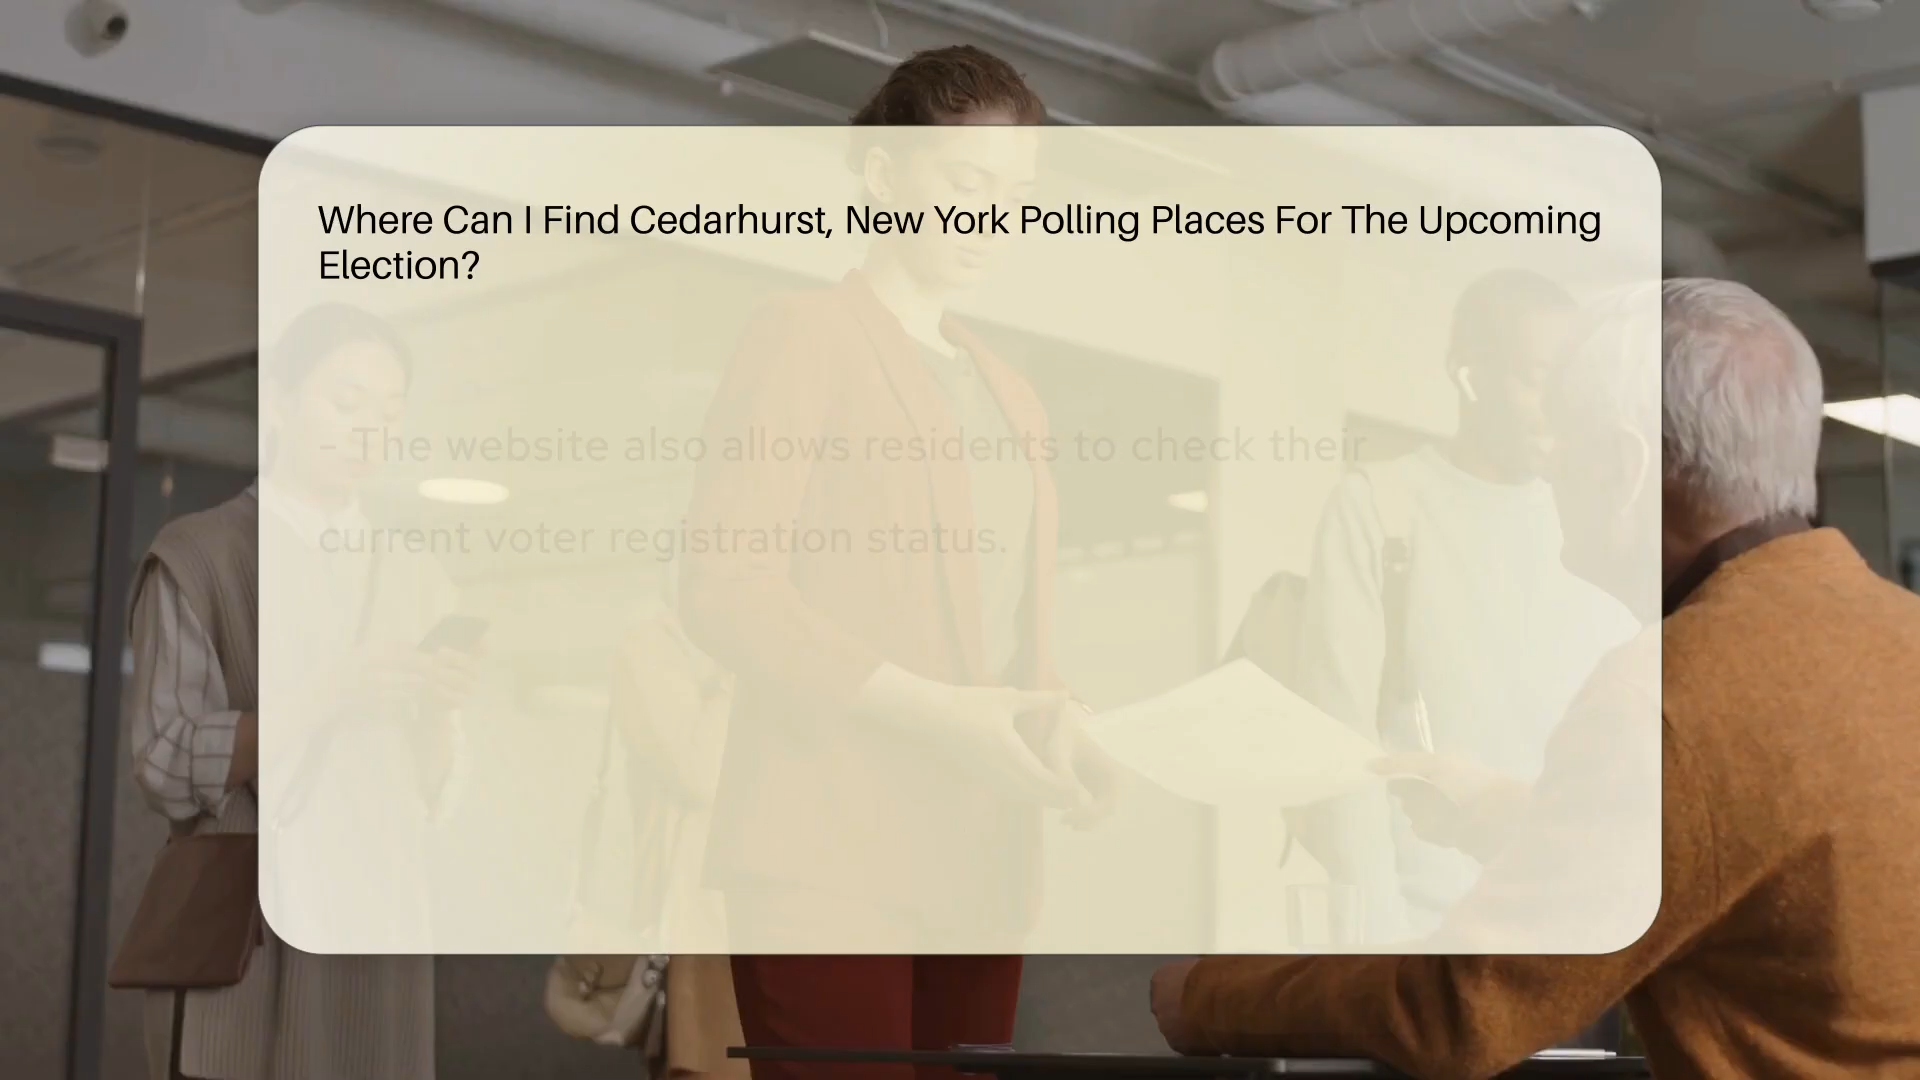 Where Can I Find Cedarhurst, New York Polling Places For The Upcoming
Election?
- The website also allows residents to check their
current voter registration status.